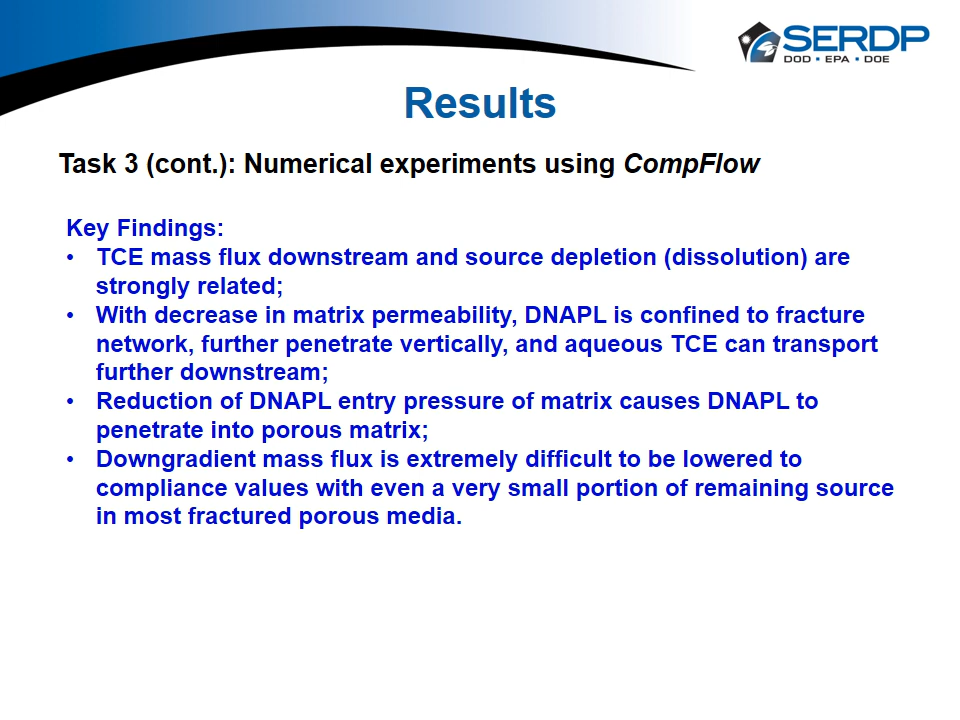 SERDP
DOD • EPA • DOE
Results
Task 3 (cont.): Numerical experiments using CompFlow
Key Findings:
• TCE mass flux downstream and source depletion (dissolution) are
strongly related;
• With decrease in matrix permeability, DNAPL is confined to fracture
network, further penetrate vertically, and aqueous TCE can transport
further downstream;
• Reduction of DNAPL entry pressure of matrix causes DNAPL to
penetrate into porous matrix;
• Downgradient mass flux is extremely difficult to be lowered to
compliance values with even a very small portion of remaining source
in most fractured porous media.